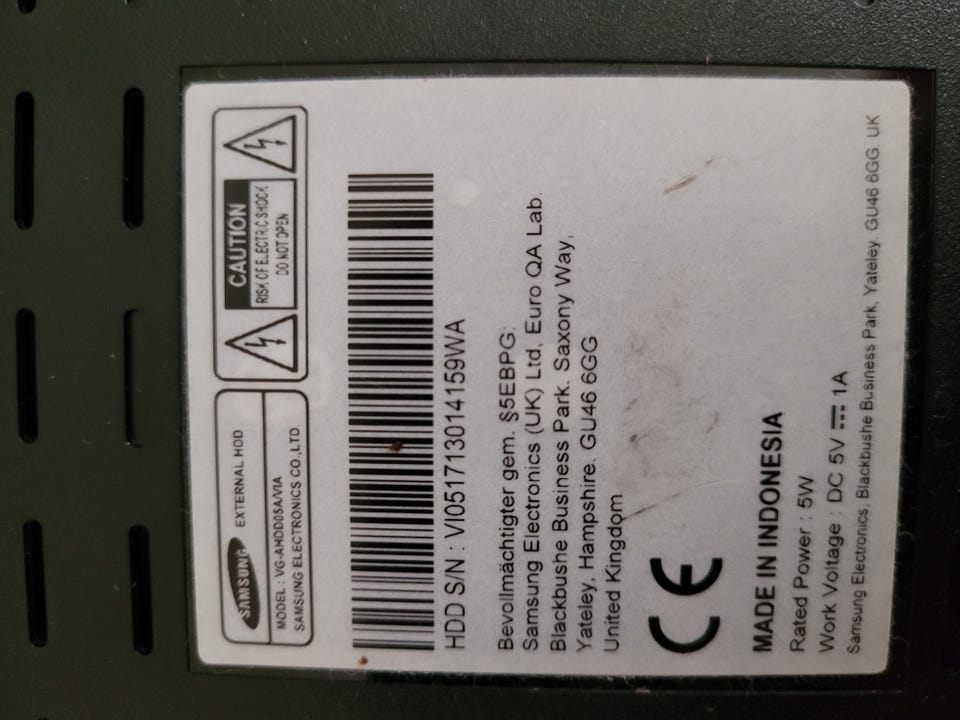 SAMSUNG EXTERNAL HDD
MODEL : VG-AHDD05A/VIA
SAMSUNG ELECTRONICS CO.,LTD.
CAUTION
RISK OF ELECTRIC SHOCK
DO NOT OPEN
HDD S/N : VI051713014159WA
Bevollmächtigter gem. §5EBPG:
Samsung Electronics (UK) Ltd, Euro QA Lab.
Blackbushe Business Park. Saxony Way,
Yateley, Hampshire. GU46 6GG
United Kingdom
CE
MADE IN INDONESIA
Rated Power : 5W
Work Voltage : DC 5V ⎓ 1A
Samsung Electronics, Blackbushe Business Park, Yateley, GU46 6GG. UK